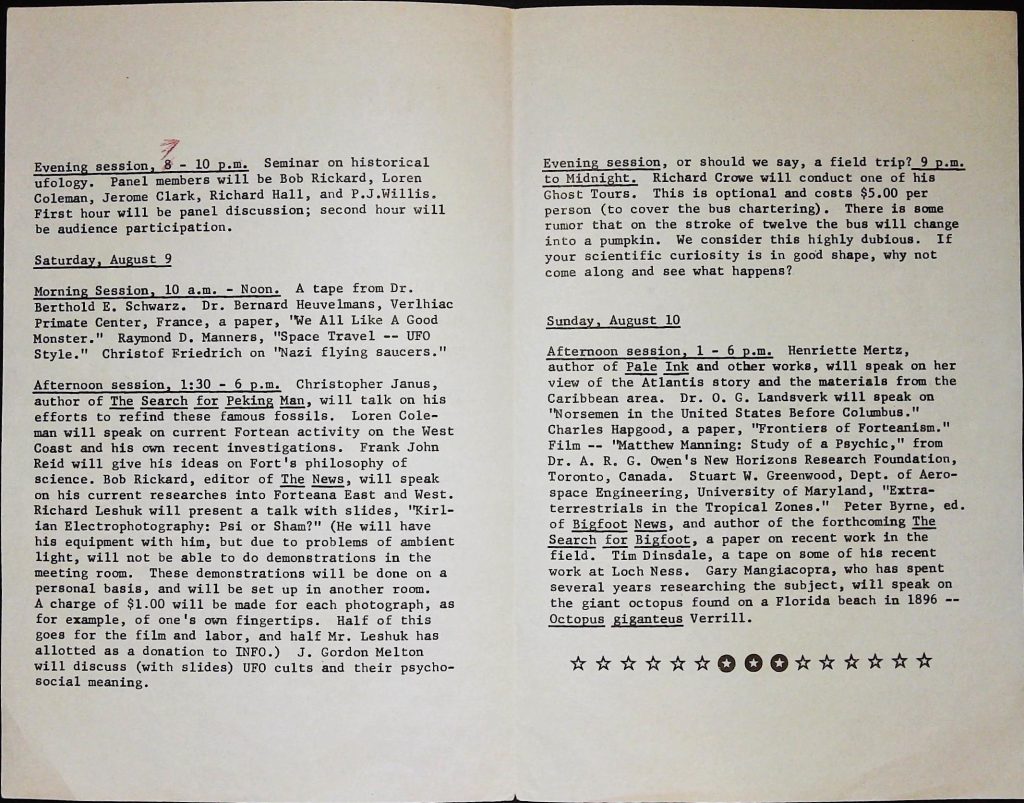 Evening session, 8 - 10 p.m.  Seminar on historical
7
ufology.  Panel members will be Bob Rickard, Loren
Coleman, Jerome Clark, Richard Hall, and P.J.Willis.
First hour will be panel discussion; second hour will
be audience participation.
Saturday, August 9
Morning Session, 10 a.m. - Noon.  A tape from Dr.
Berthold E. Schwarz.  Dr. Bernard Heuvelmans, Verlhiac
Primate Center, France, a paper, "We All Like A Good
Monster."  Raymond D. Manners, "Space Travel -- UFO
Style."  Christof Friedrich on "Nazi flying saucers."
Afternoon session, 1:30 - 6 p.m.  Christopher Janus,
author of The Search for Peking Man, will talk on his
efforts to refind these famous fossils.  Loren Cole-
man will speak on current Fortean activity on the West
Coast and his own recent investigations.  Frank John
Reid will give his ideas on Fort's philosophy of
science. Bob Rickard, editor of The News, will speak
on his current researches into Forteana East and West.
Richard Leshuk will present a talk with slides, "Kirl-
ian Electrophotography: Psi or Sham?" (He will have
his equipment with him, but due to problems of ambient
light, will not be able to do demonstrations in the
meeting room.  These demonstrations will be done on a
personal basis, and will be set up in another room.
A charge of $1.00 will be made for each photograph, as
for example, of one's own fingertips.  Half of this
goes for the film and labor, and half Mr. Leshuk has
allotted as a donation to INFO.)  J. Gordon Melton
will discuss (with slides) UFO cults and their psycho-
social meaning.
Evening session, or should we say, a field trip? 9 p.m.
to Midnight.  Richard Crowe will conduct one of his
Ghost Tours.  This is optional and costs $5.00 per
person (to cover the bus chartering).  There is some
rumor that on the stroke of twelve the bus will change
into a pumpkin.  We consider this highly dubious.  If
your scientific curiosity is in good shape, why not
come along and see what happens?
Sunday, August 10
Afternoon session, 1 - 6 p.m.  Henriette Mertz,
author of Pale Ink and other works, will speak on her
view of the Atlantis story and the materials from the
Caribbean area.  Dr. O. G. Landsverk will speak on
"Norsemen in the United States Before Columbus."
Charles Hapgood, a paper, "Frontiers of Forteanism."
Film -- "Matthew Manning: Study of a Psychic," from
Dr. A. R. G. Owen's New Horizons Research Foundation,
Toronto, Canada.  Stuart W. Greenwood, Dept. of Aero-
space Engineering, University of Maryland, "Extra-
terrestrials in the Tropical Zones."  Peter Byrne, ed.
of Bigfoot News, and author of the forthcoming The
Search for Bigfoot, a paper on recent work in the
field.  Tim Dinsdale, a tape on some of his recent
work at Loch Ness.  Gary Mangiacopra, who has spent
several years researching the subject, will speak on
the giant octopus found on a Florida beach in 1896 --
Octopus giganteus Verrill.